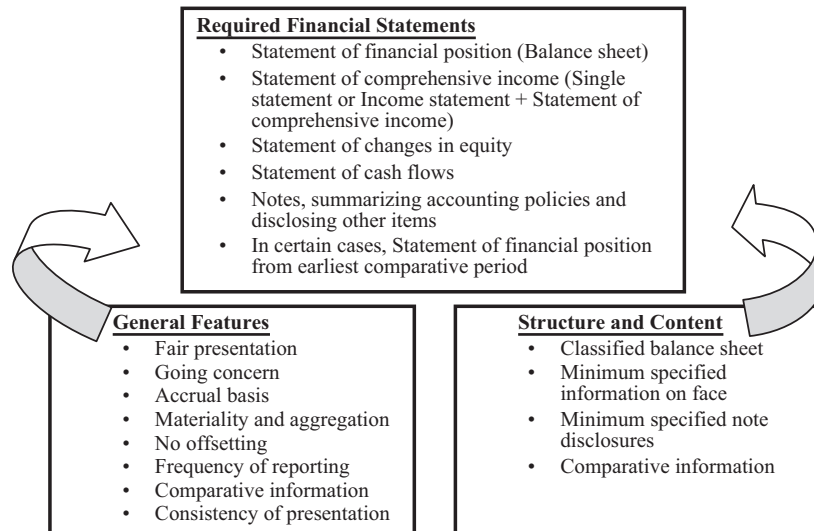 Required Financial Statements
• Statement of financial position (Balance sheet)
• Statement of comprehensive income (Single
statement or Income statement + Statement of
comprehensive income)
• Statement of changes in equity
• Statement of cash flows
• Notes, summarizing accounting policies and
disclosing other items
• In certain cases, Statement of financial position
from earliest comparative period
General Features
• Fair presentation
• Going concern
• Accrual basis
• Materiality and aggregation
• No offsetting
• Frequency of reporting
• Comparative information
• Consistency of presentation
Structure and Content
• Classified balance sheet
• Minimum specified
information on face
• Minimum specified note
disclosures
• Comparative information